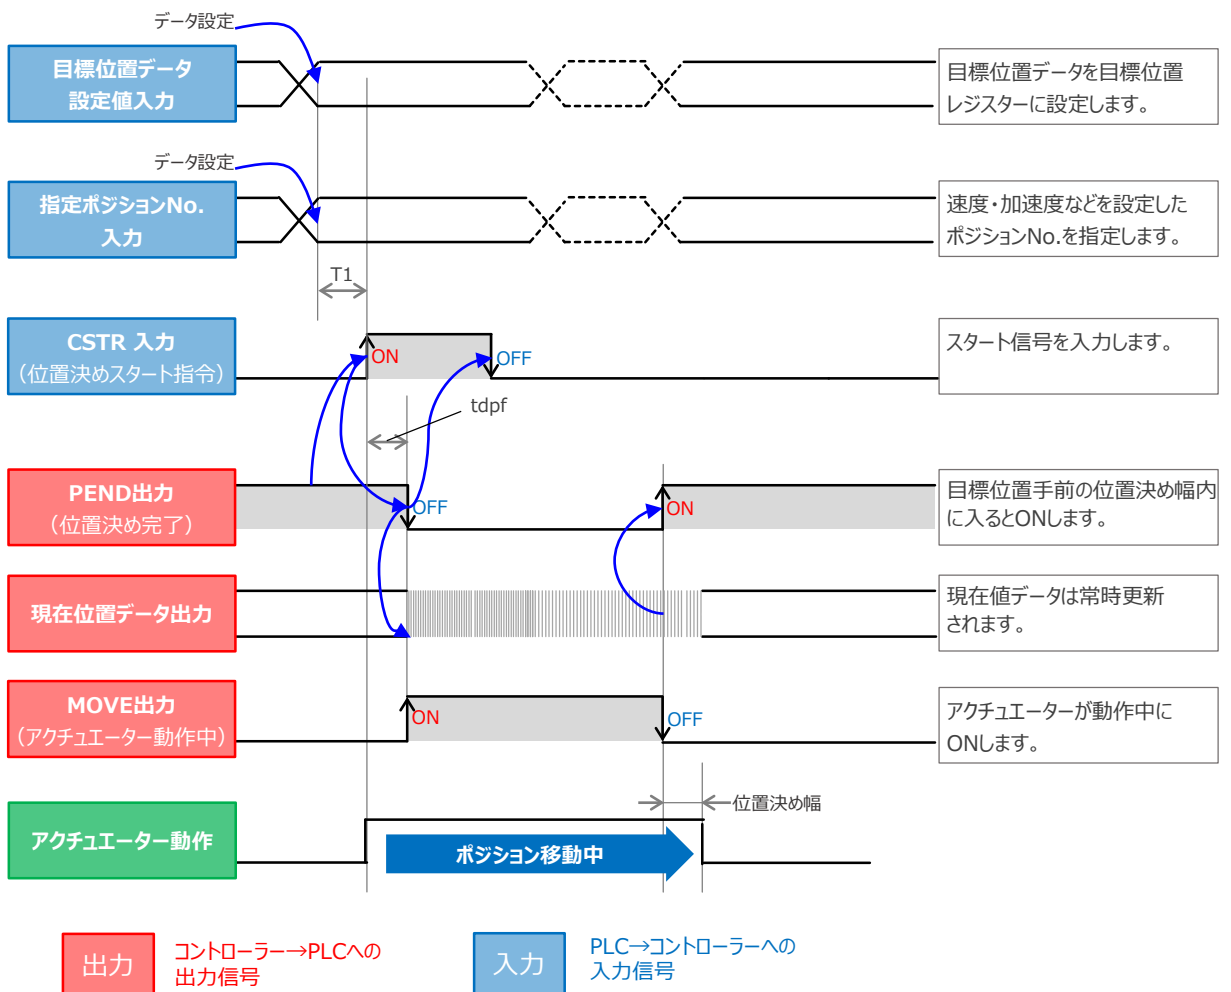 データ設定
目標位置データ
設定値入力
目標位置データを目標位置
レジスターに設定します。
データ設定
指定ポジションNo.
入力
速度・加速度などを設定した
ポジションNo.を指定します。
T1
CSTR 入力
（位置決めスタート指令）
ON
OFF
スタート信号を入力します。
tdpf
PEND出力
（位置決め完了）
OFF
ON
目標位置手前の位置決め幅内
に入るとONします。
現在位置データ出力
現在値データは常時更新
されます。
MOVE出力
（アクチュエーター動作中）
ON
OFF
アクチュエーターが動作中に
ONします。
位置決め幅
アクチュエーター動作
ポジション移動中
出力
コントローラー→PLCへの
出力信号
入力
PLC→コントローラーへの
入力信号